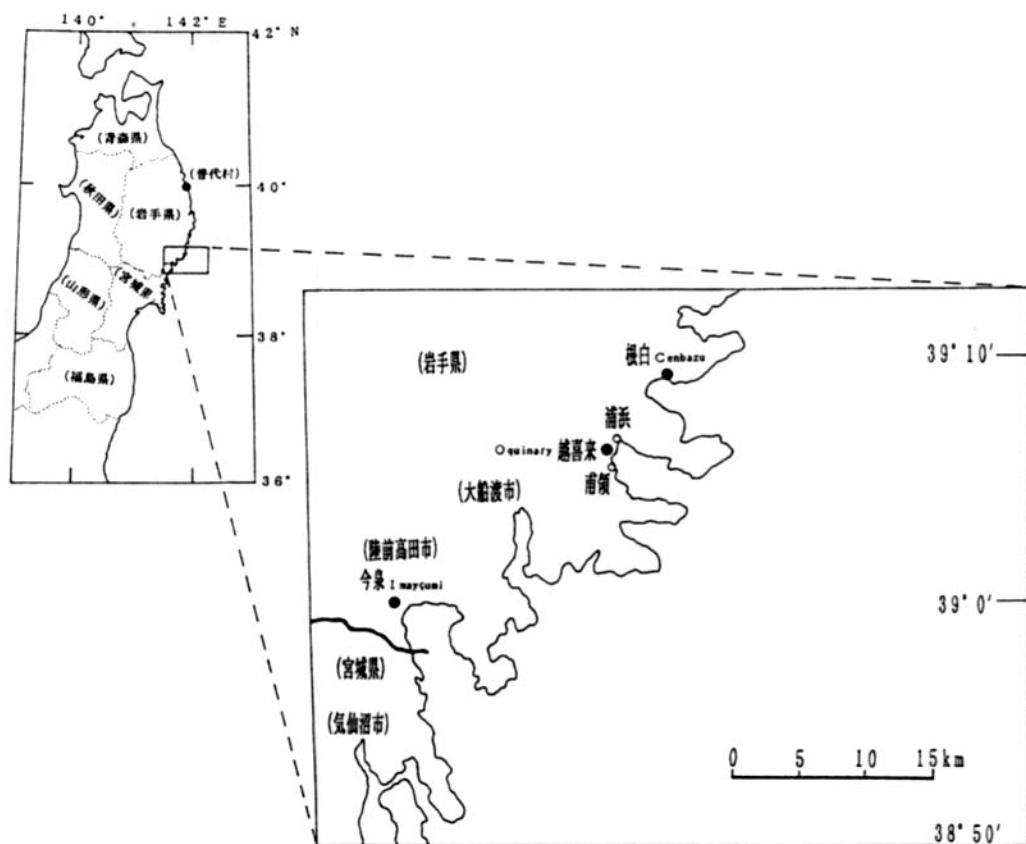 140° 142°E
42°N
(青森県)
(普代村)
40°
(秋田県)
(岩手県)
(宮城県)
(山形県)
38°
(福島県)
36°
(岩手県)
根白 Cenbazu
39°10′
浦浜
quinary
越喜来
甫領
(大船渡市)
(陸前高田市)
今泉 Imayçumi
39°0′
(宮城県)
(気仙沼市)
0 5 10 15km
38°50′